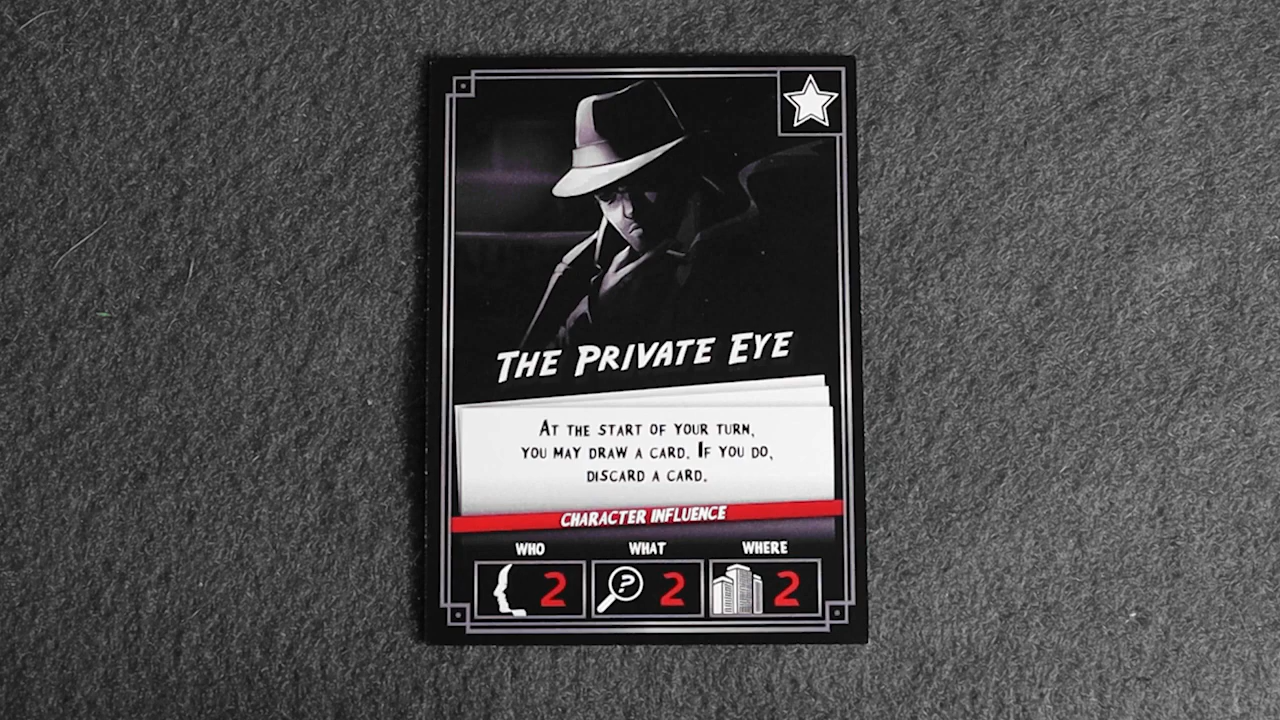 THE PRIVATE EYE
AT THE START OF YOUR TURN,
YOU MAY DRAW A CARD. IF YOU DO,
DISCARD A CARD.
CHARACTER INFLUENCE
WHO WHAT WHERE
2 ? 2 2